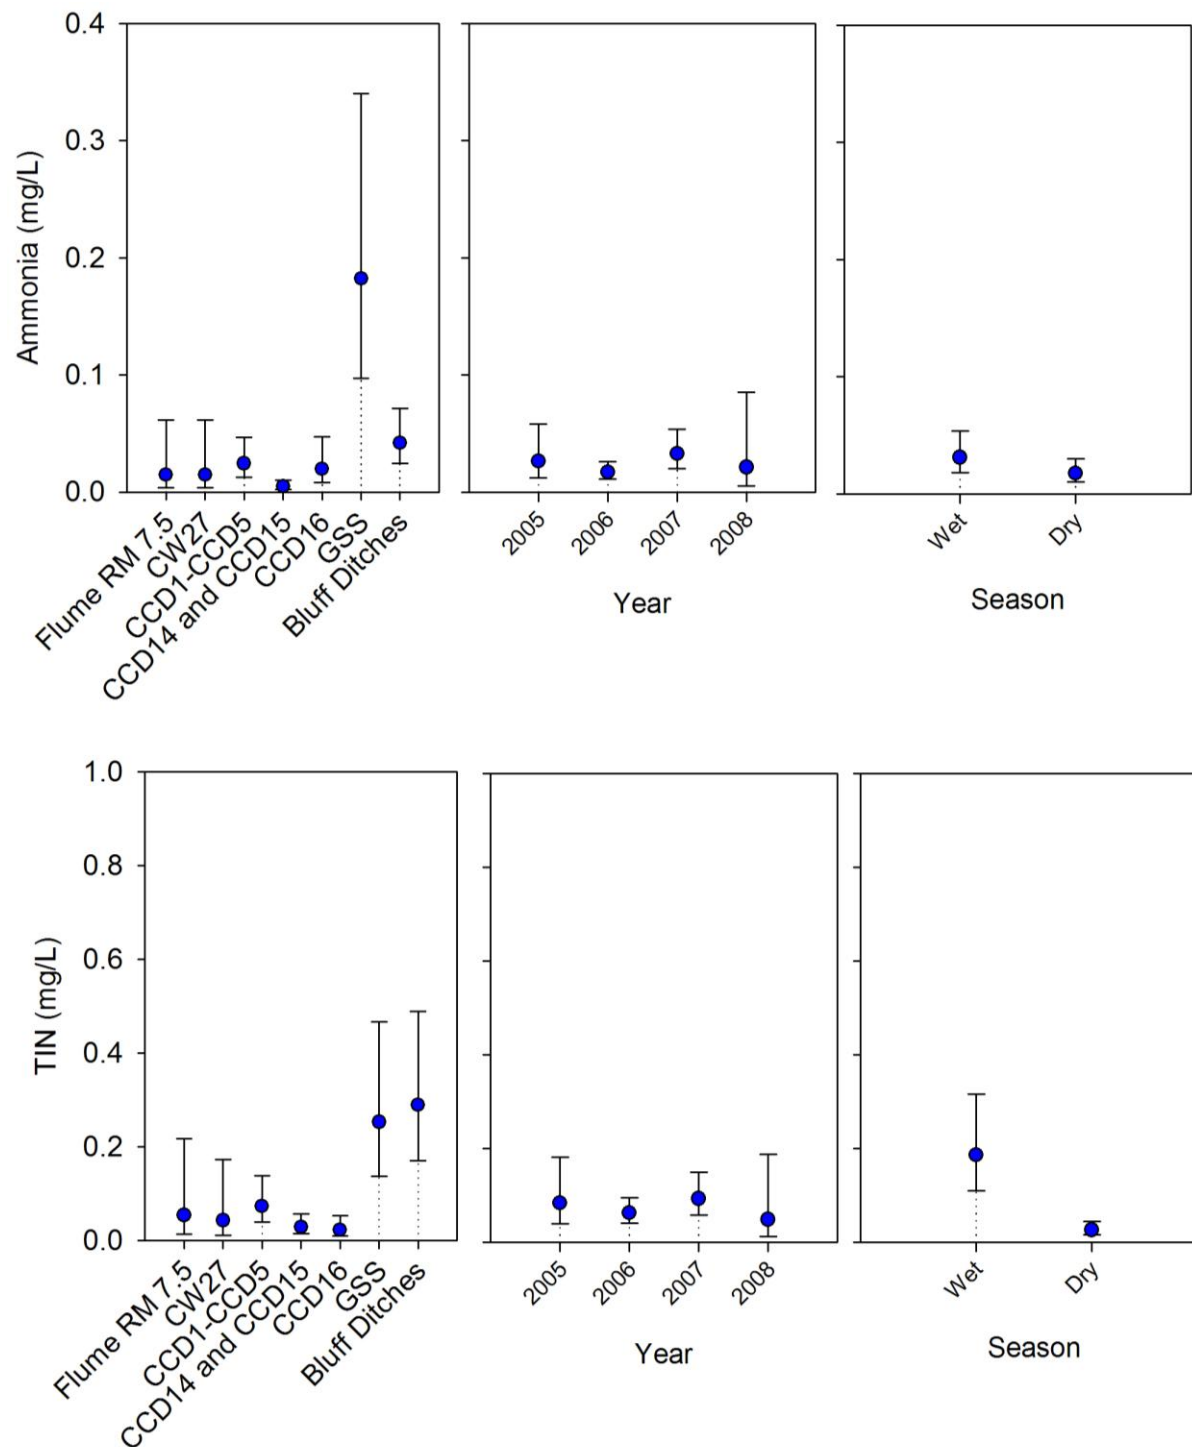 Ammonia (mg/L)
0.4
0.3
0.2
0.1
0.0
Flume RM 7.5
CW27
CCD1-CCD5
CCD14 and CCD15
CCD16
GSS
Bluff Ditches
2005
2006
2007
2008
Year
Wet
Dry
Season
TIN (mg/L)
1.0
0.8
0.6
0.4
0.2
0.0
Flume RM 7.5
CW27
CCD1-CCD5
CCD14 and CCD15
CCD16
GSS
Bluff Ditches
2005
2006
2007
2008
Year
Wet
Dry
Season